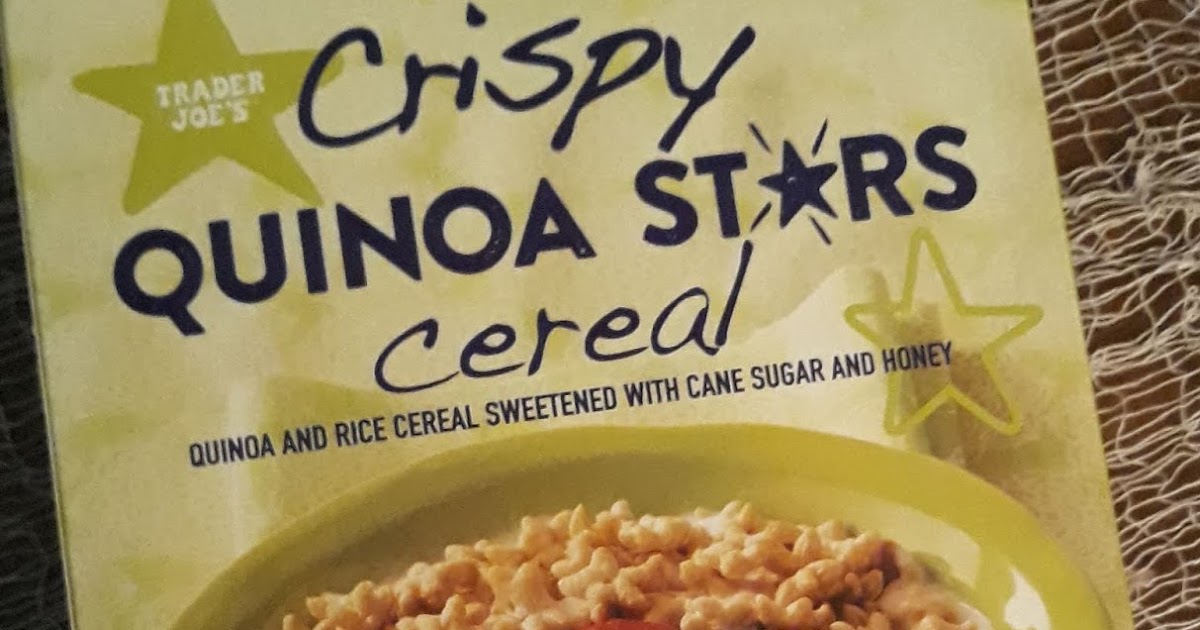 TRADER
JOE'S
Crispy
QUINOA STARS
cereal
QUINOA AND RICE CEREAL SWEETENED WITH CANE SUGAR AND HONEY